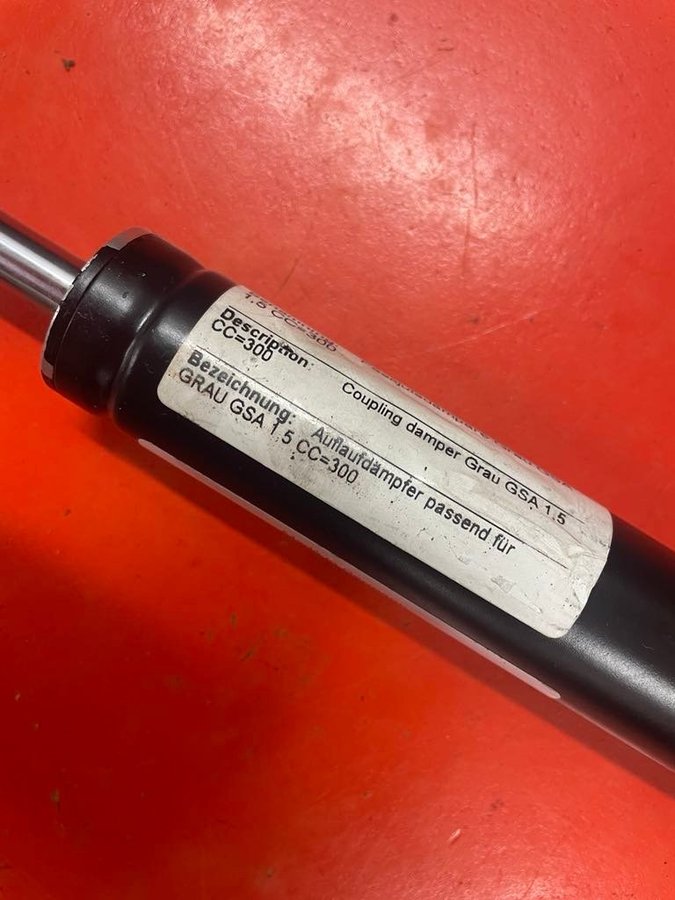 1.5 CC=300
Description: Coupling damper Grau GSA 1.5
CC=300
Bezeichnung: Auflaufdämpfer passend für
GRAU GSA 1.5 CC=300